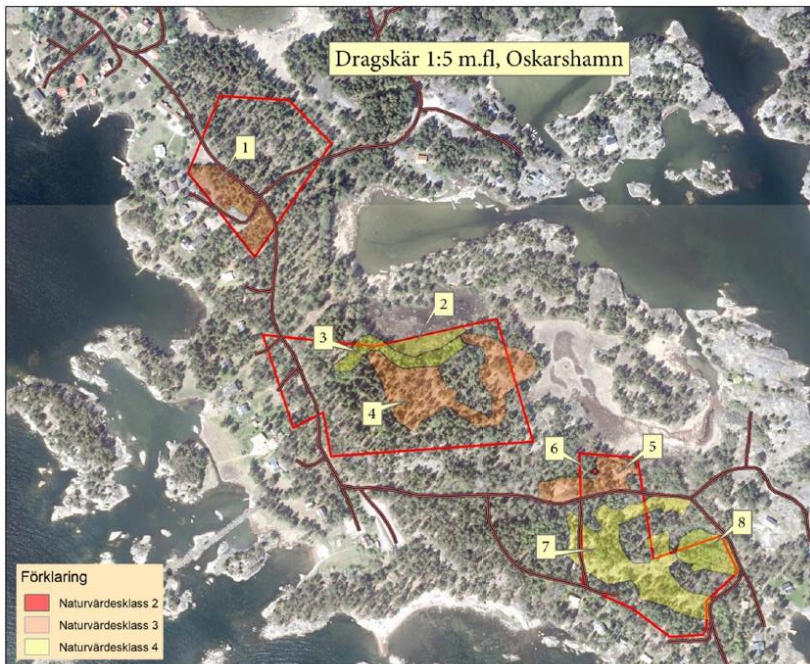 Dragskär 1:5 m.fl, Oskarshamn
1
2
3
4
6
5
8
7
Förklaring
Naturvärdesklass 2
Naturvärdesklass 3
Naturvärdesklass 4